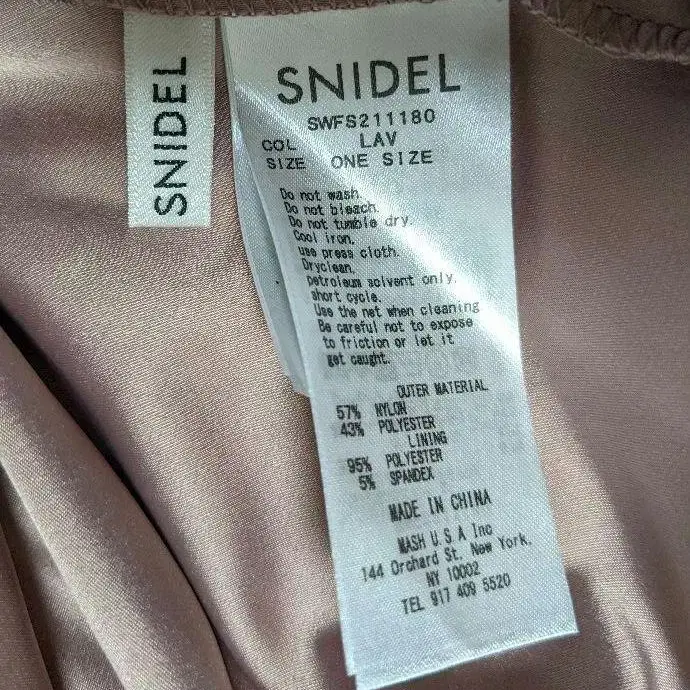 SNIDEL
SNIDEL
SWFS211180
COL LAV
SIZE ONE SIZE
Do not wash.
Do not bleach.
Do not tumble dry.
Cool iron.
use press cloth.
Dryclean.
petroleum solvent only.
short cycle.
Use the net when cleaning
Be careful not to expose
to friction or let it
get caught.
OUTER MATERIAL
57% NYLON
43% POLYESTER
LINING
95% POLYESTER
5% SPANDEX
MADE IN CHINA
MASH U.S.A Inc
144 Orchard St. New York.
NY 10002
TEL 917 409 5520